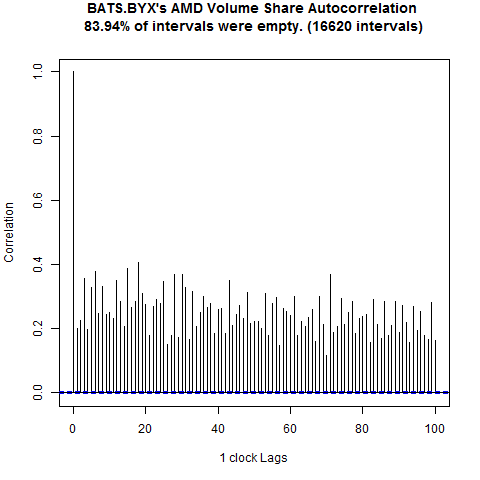 BATS.BYX's AMD Volume Share Autocorrelation
83.94% of intervals were empty. (16620 intervals)
1.0
0.8
0.6
0.4
0.2
0.0
Correlation
0 20 40 60 80 100
1 clock Lags